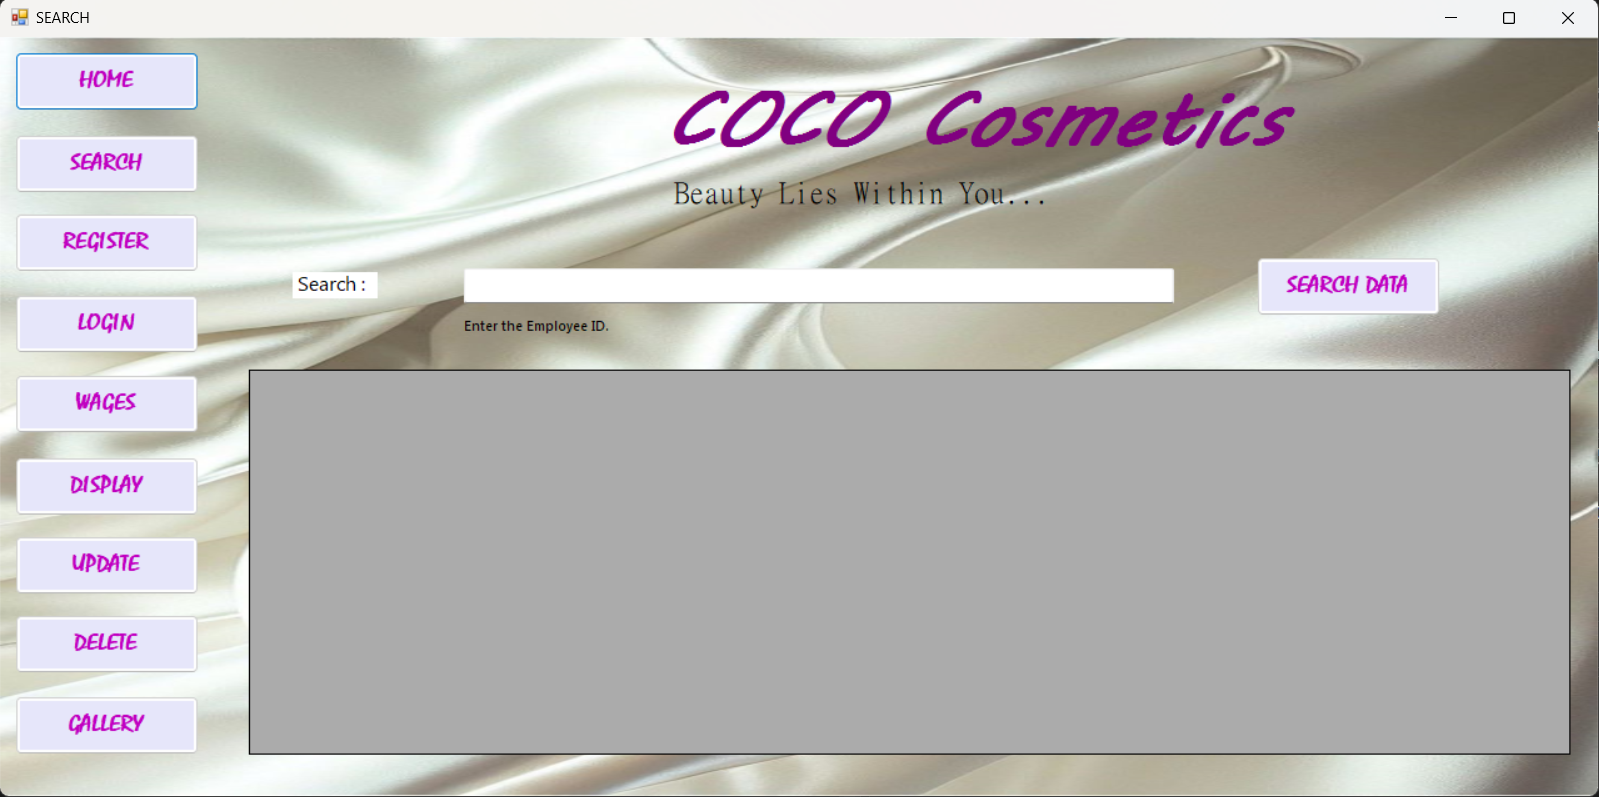 SEARCH
HOME
SEARCH
REGISTER
LOGIN
WAGES
DISPLAY
UPDATE
DELETE
GALLERY
COCO Cosmetics
Beauty Lies Within You...
Search :
SEARCH DATA
Enter the Employee ID.